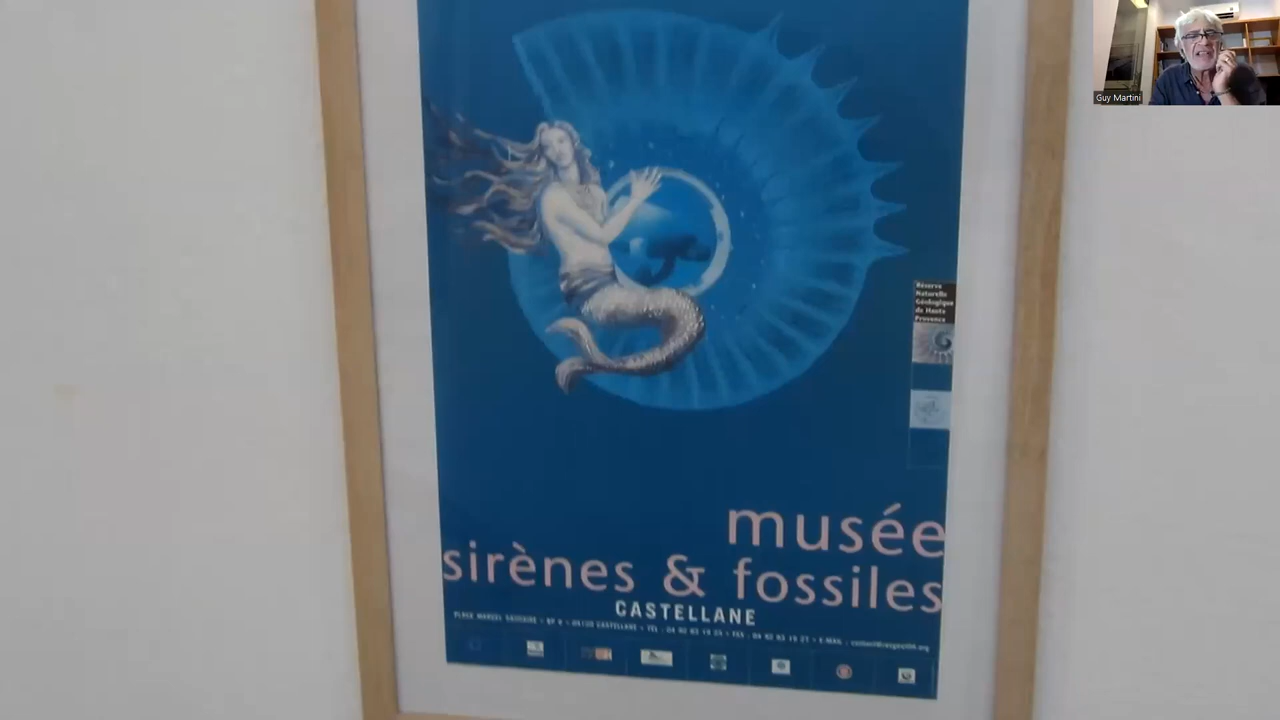 Guy Martini
Réserve
Naturelle
Géologique
de Haute
Provence
musée
sirènes & fossiles
CASTELLANE